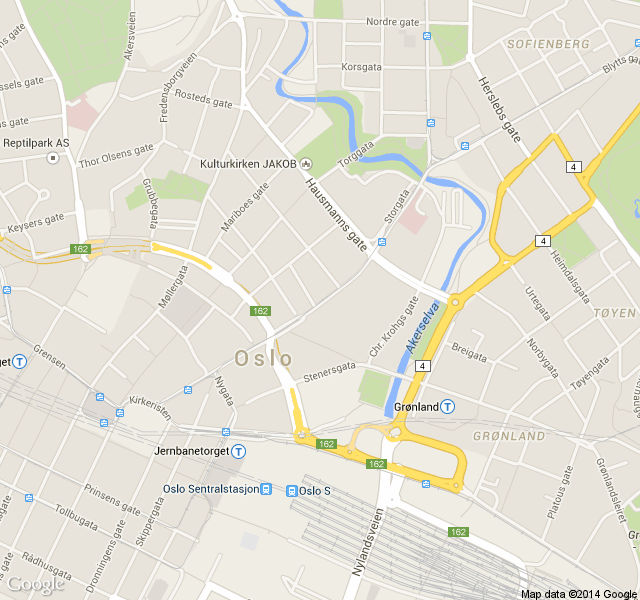 Nordre gate
SOFIENBERG
Akersveien
Korsgata
Blytts gate
Fredensborgveien
Herslebs gate
Rosteds gate
Reptilpark AS
Thor Olsens gate
Torggata
4
Kulturkirken JAKOB
Grubbegata
Mariboes gate
Hausmanns gate
Storgata
Keysers gate
162
4
Heimdalsgata
Møllergata
Urtegata
162
Chr. Krohgs gate
Akerselva
TØYEN
Norbygata
Breigata
Grensen
Oslo
Stenersgata
4
Tøyengata
Nygata
Kirkeristen
Grønland
T
GRØNLAND
162
Jernbanetorget
T
162
Grønlandsleiret
Platous gate
Oslo Sentralstasjon
Oslo S
Prinsens gate
Tollbugata
Skippergata
Dronningens gate
Nylandsveien
162
Rådhusgata
Google
Map data ©2014 Google